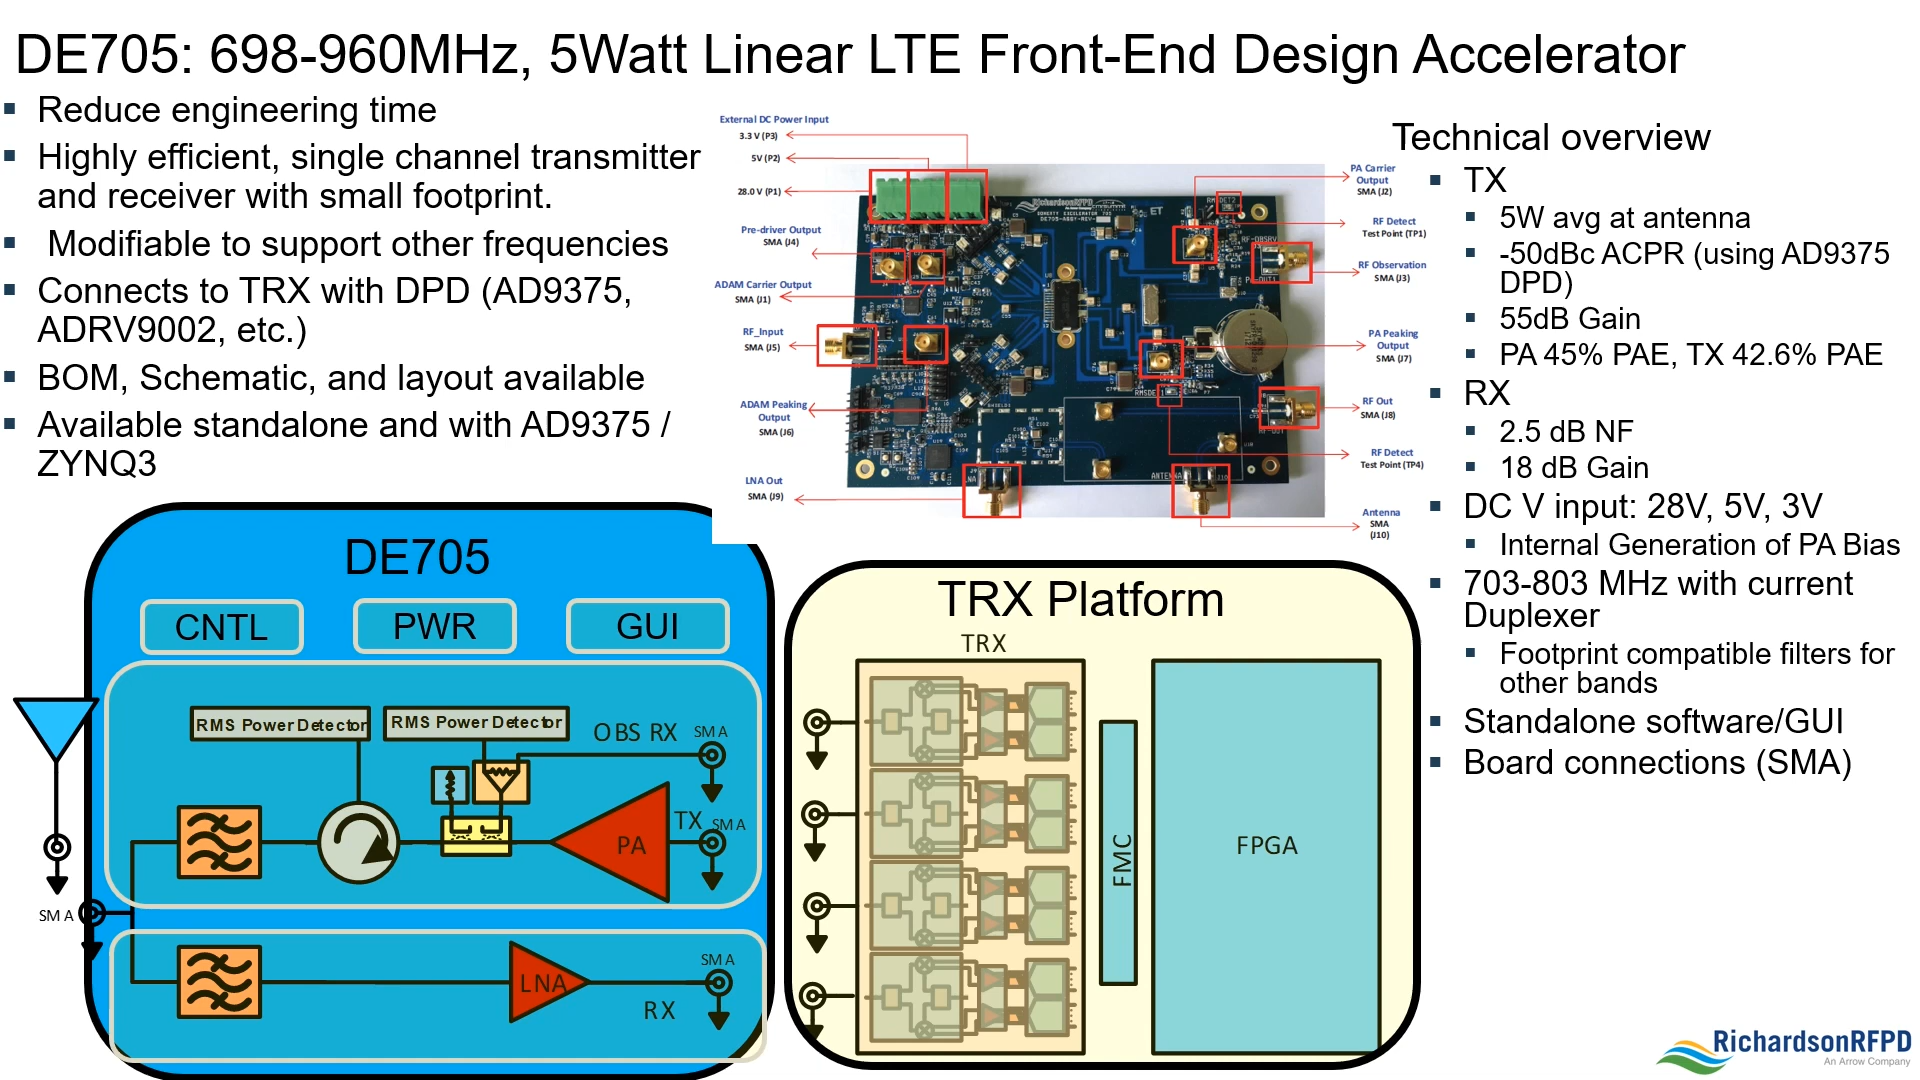 DE705: 698-960MHz, 5Watt Linear LTE Front-End Design Accelerator
Reduce engineering time
Highly efficient, single channel transmitter
and receiver with small footprint.
Modifiable to support other frequencies
Connects to TRX with DPD (AD9375,
ADRV9002, etc.)
BOM, Schematic, and layout available
Available standalone and with AD9375 /
ZYNQ3
External DC Power Input
3.3 V (P3)
5V (P2)
28.0 V (P1)
Pre-driver Output
SMA (J4)
ADAM Carrier Output
SMA (J1)
RF_Input
SMA (J5)
ADAM Peaking
Output
SMA (J6)
LNA Out
SMA (J9)
PA Carrier
Output
SMA (J2)
RF Detect
Test Point (TP1)
RF Observation
SMA (J3)
PA Peaking
Output
SMA (J7)
RF Out
SMA (J8)
RF Detect
Test Point (TP4)
Antenna
SMA
(J10)
RichardsonRFPD
ET
ANTENNA
Technical overview
TX
5W avg at antenna
-50dBc ACPR (using AD9375
DPD)
55dB Gain
PA 45% PAE, TX 42.6% PAE
RX
2.5 dB NF
18 dB Gain
DC V input: 28V, 5V, 3V
Internal Generation of PA Bias
703-803 MHz with current
Duplexer
Footprint compatible filters for
other bands
Standalone software/GUI
Board connections (SMA)
DE705
CNTL
PWR
GUI
RMS Power Detector
RMS Power Detector
OBS RX
SMA
TX
SMA
PA
SMA
LNA
SMA
RX
TRX Platform
TRX
FMC
FPGA
RichardsonRFPD
An Arrow Company